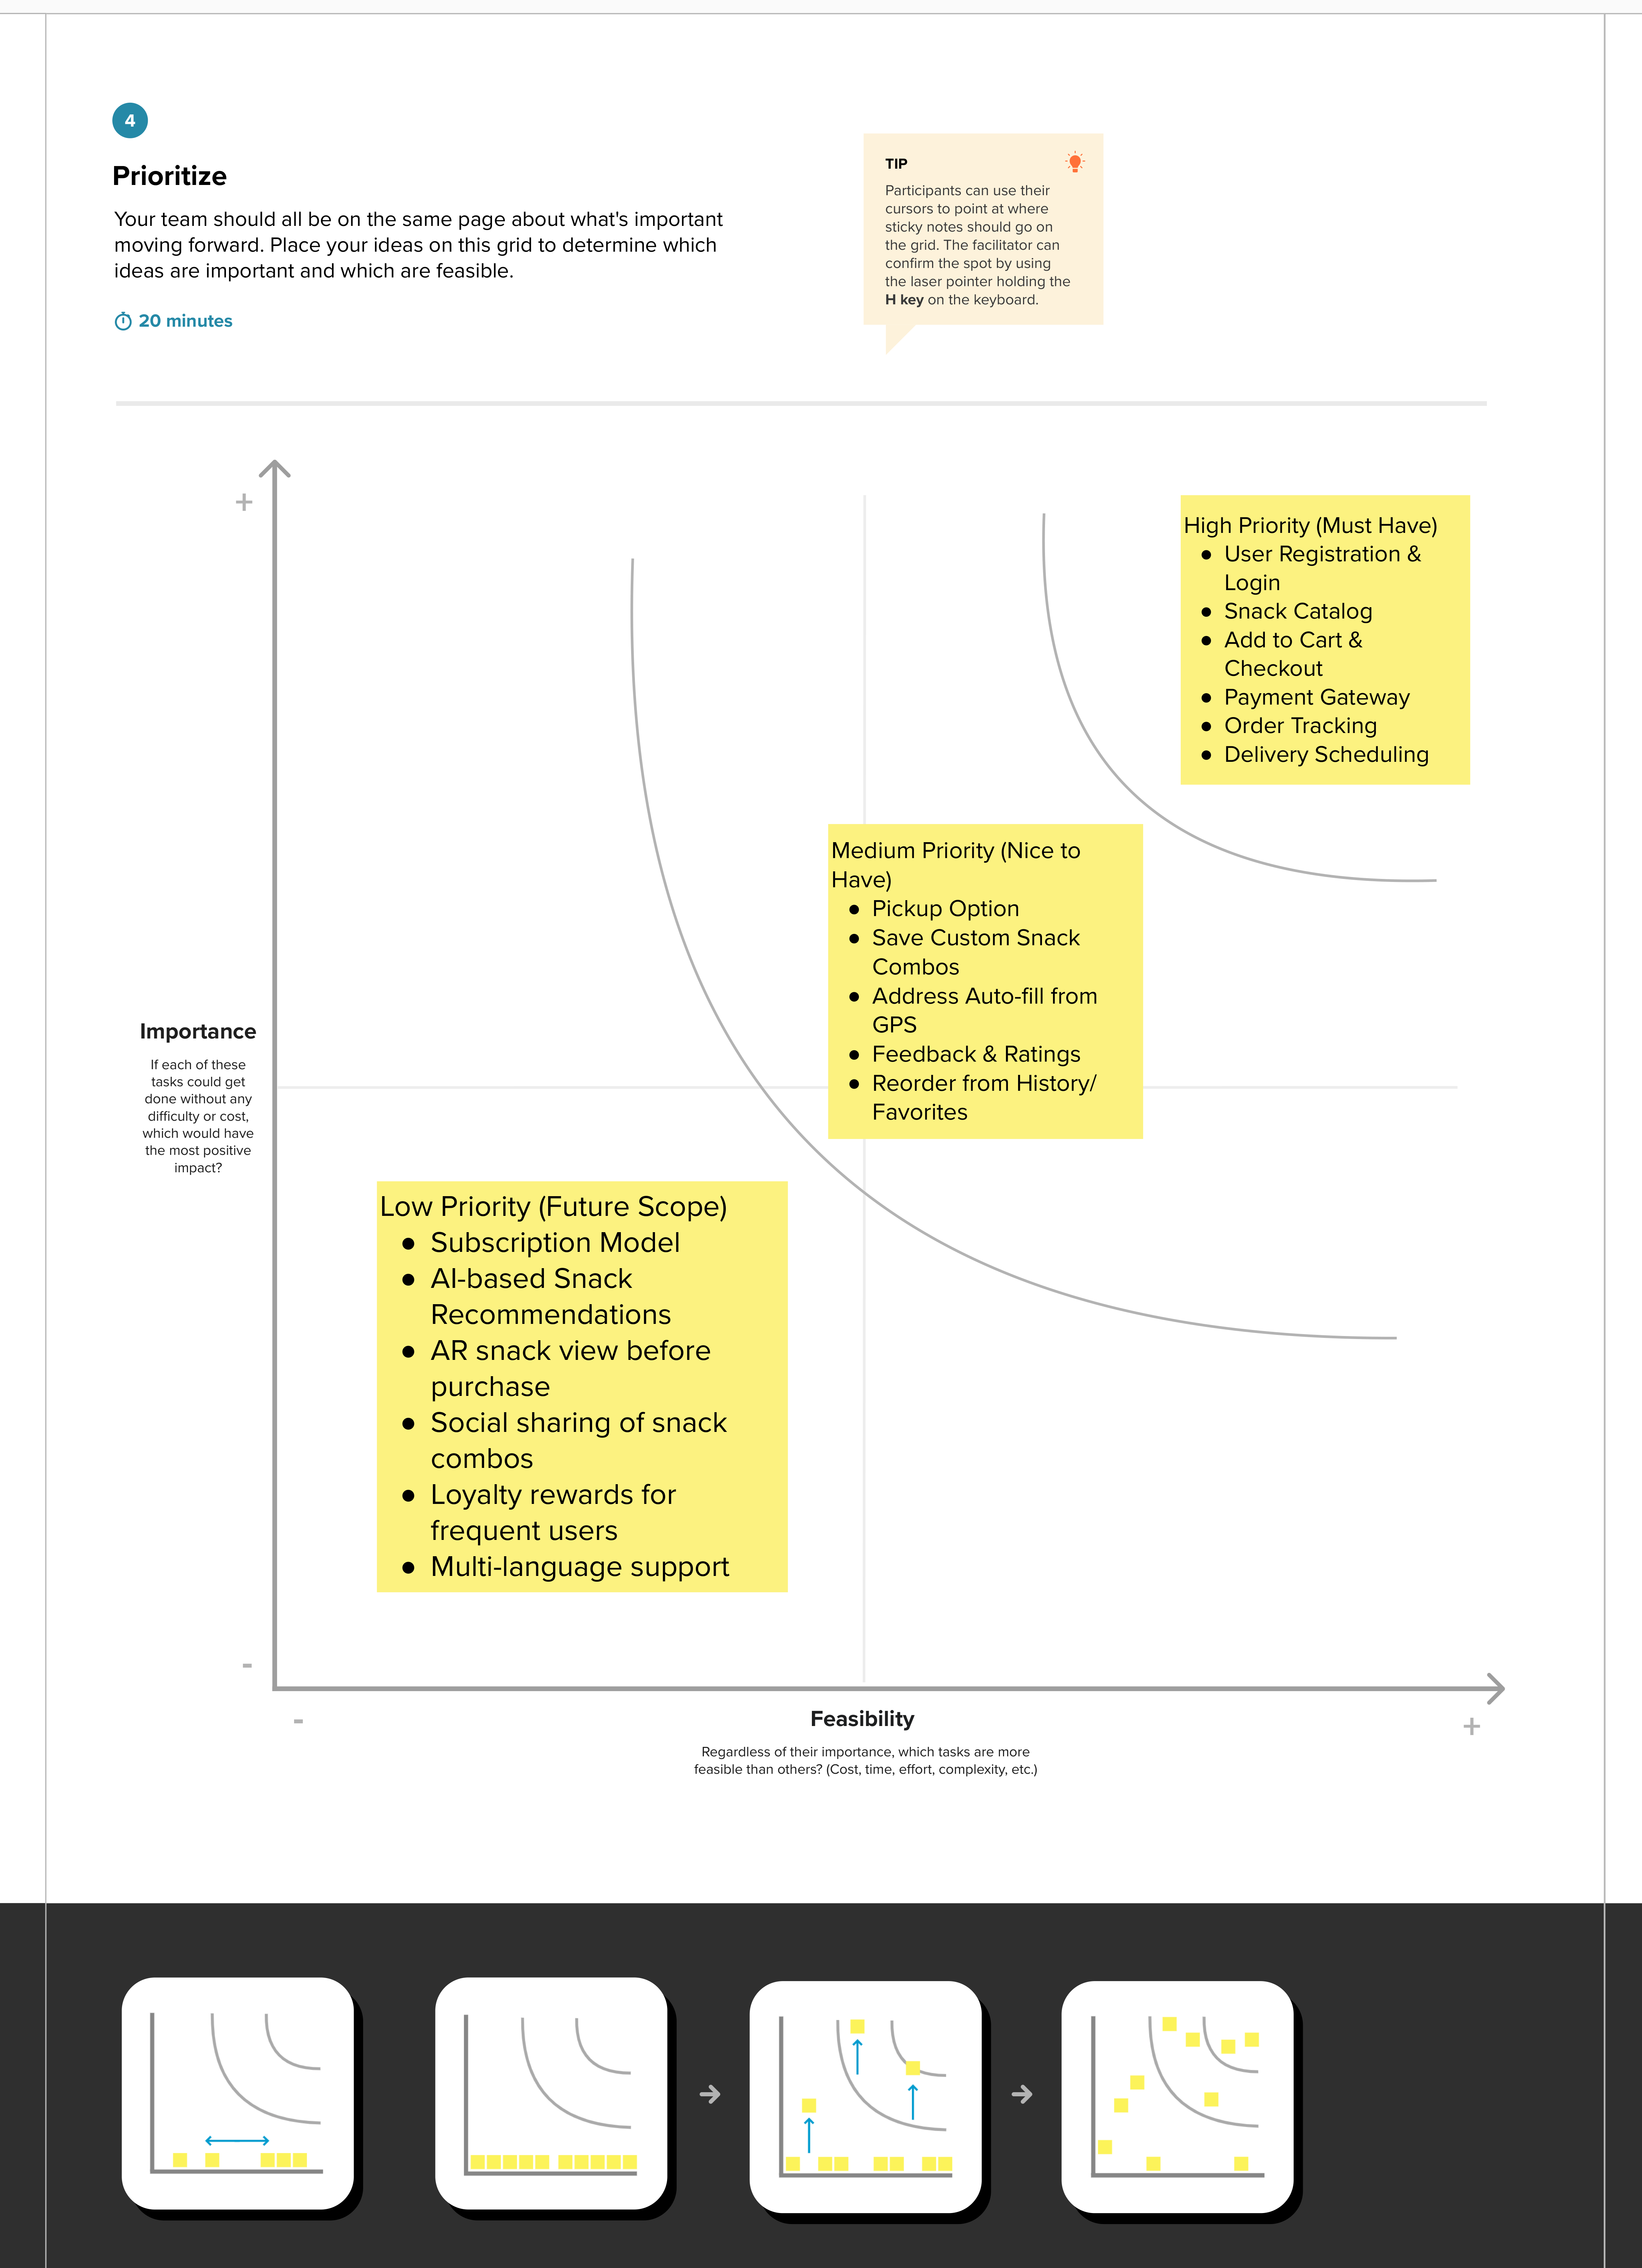 4
Prioritize
Your team should all be on the same page about what's important
moving forward. Place your ideas on this grid to determine which
ideas are important and which are feasible.
20 minutes
TIP
Participants can use their
cursors to point at where
sticky notes should go on
the grid. The facilitator can
confirm the spot by using
the laser pointer holding the
H key on the keyboard.
+
High Priority (Must Have)
● User Registration &
Login
● Snack Catalog
● Add to Cart &
Checkout
● Payment Gateway
● Order Tracking
● Delivery Scheduling
Medium Priority (Nice to
Have)
● Pickup Option
● Save Custom Snack
Combos
● Address Auto-fill from
GPS
● Feedback & Ratings
● Reorder from History/
Favorites
Importance
If each of these
tasks could get
done without any
difficulty or cost,
which would have
the most positive
impact?
Low Priority (Future Scope)
● Subscription Model
● AI-based Snack
Recommendations
● AR snack view before
purchase
● Social sharing of snack
combos
● Loyalty rewards for
frequent users
● Multi-language support
-
-
Feasibility
+
Regardless of their importance, which tasks are more
feasible than others? (Cost, time, effort, complexity, etc.)